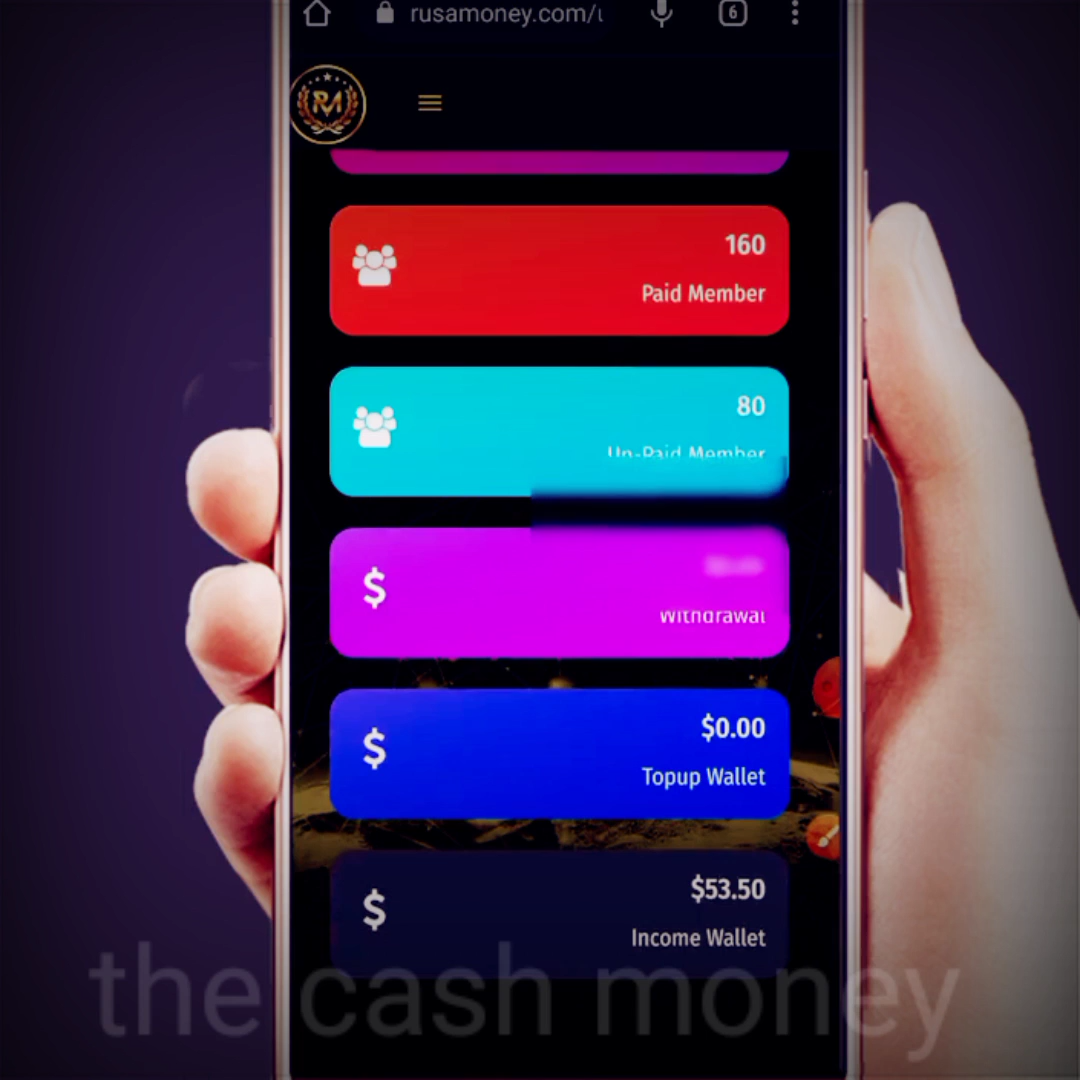 rusamoney.com/
6
RM
160
Paid Member
80
Un-Paid Member
Withdrawal
$
$0.00
$
Topup Wallet
$53.50
$
Income Wallet
the cash money